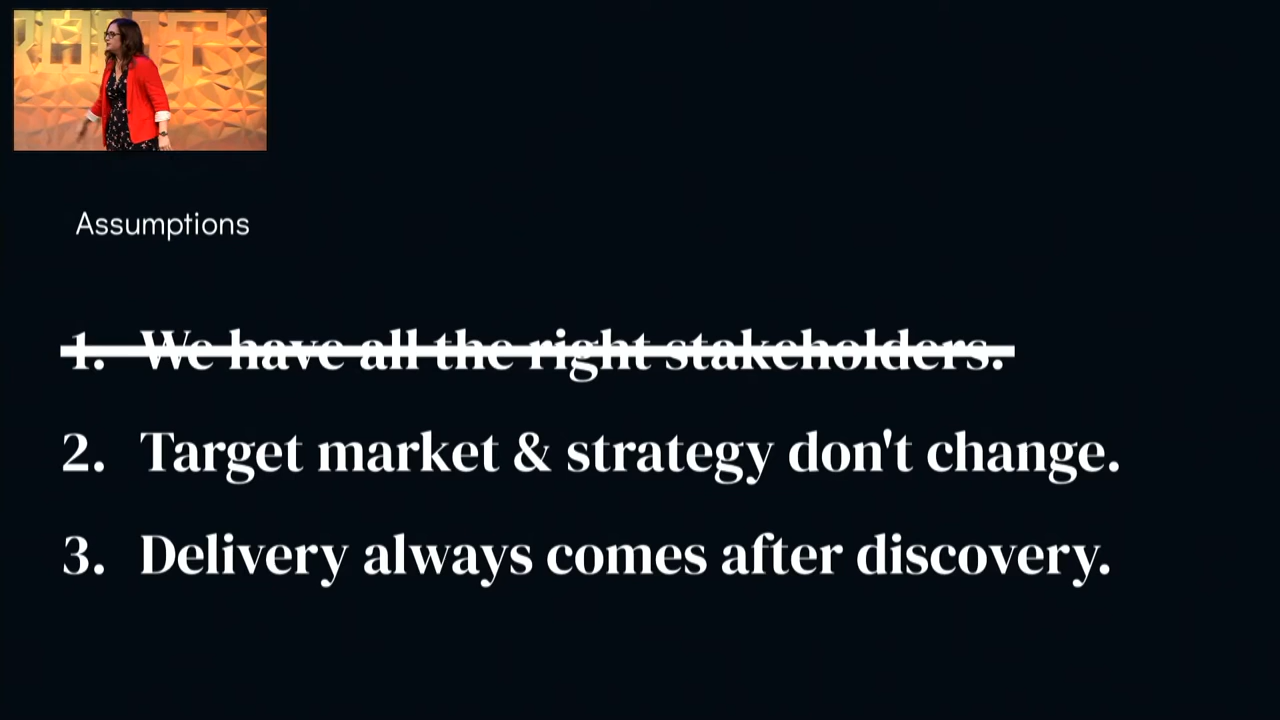 Assumptions
1. We have all the right stakeholders.
2. Target market & strategy don't change.
3. Delivery always comes after discovery.